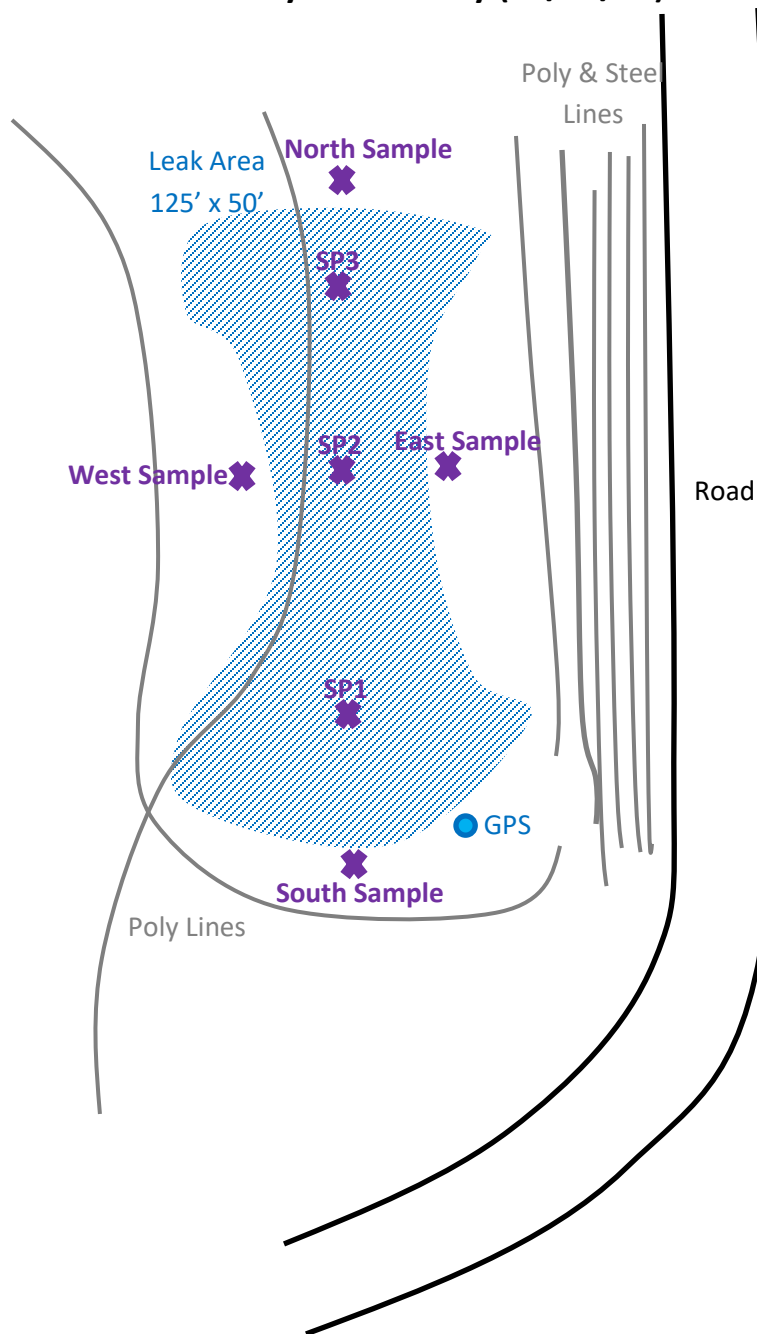 Poly & Steel
Lines
North Sample
Leak Area
125' x 50'
SP3
SP2
East Sample
West Sample
Road
SP1
GPS
South Sample
Poly Lines